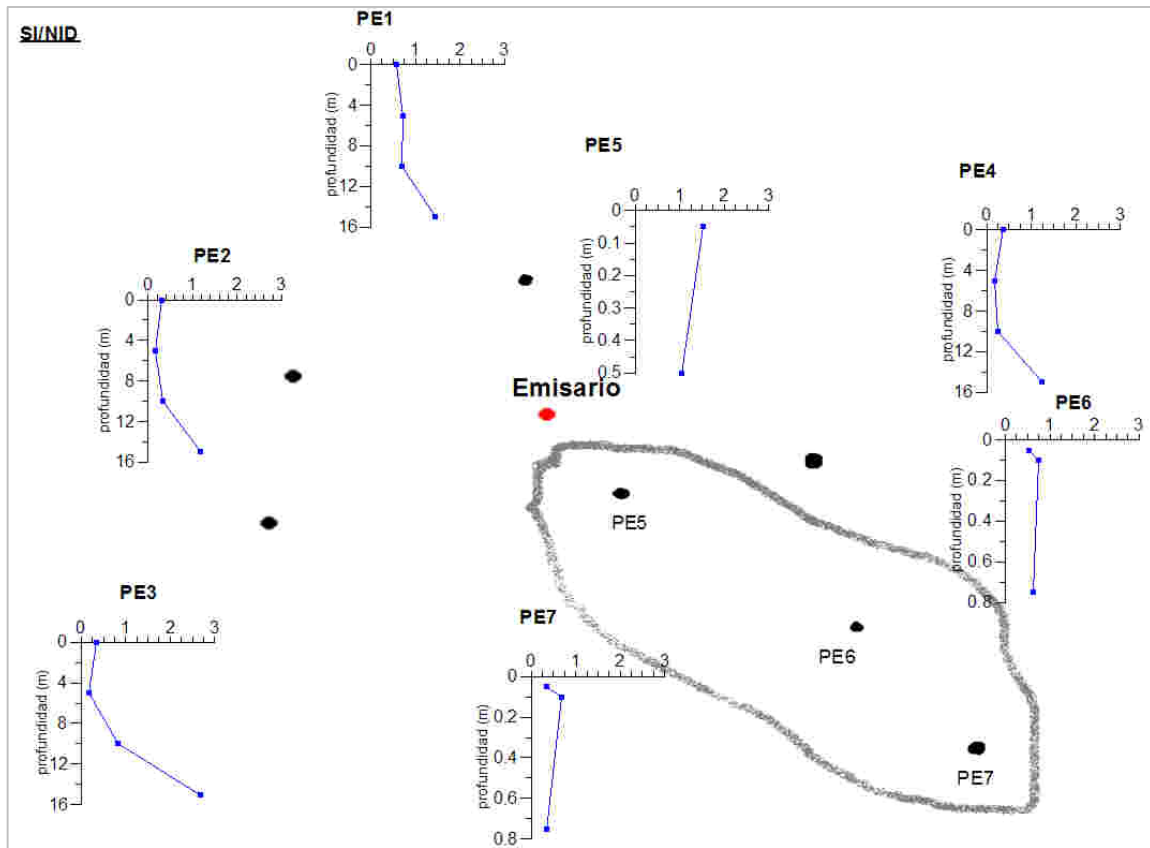 SI/NID
PE1
0 1 2 3
0
4
8
12
16
profundidad (m)
PE5
0 1 2 3
0
0.1
0.2
0.3
0.4
0.5
profundidad (m)
PE4
0 1 2 3
0
4
8
12
16
profundidad (m)
PE2
0 1 2 3
0
4
8
12
16
profundidad (m)
Emisario
PE6
0 1 2 3
0
0.2
0.4
0.6
0.8
profundidad (m)
PE5
PE3
0 1 2 3
0
4
8
12
16
profundidad (m)
PE7
0 1 2 3
0
0.2
0.4
0.6
0.8
profundidad (m)
PE6
PE7